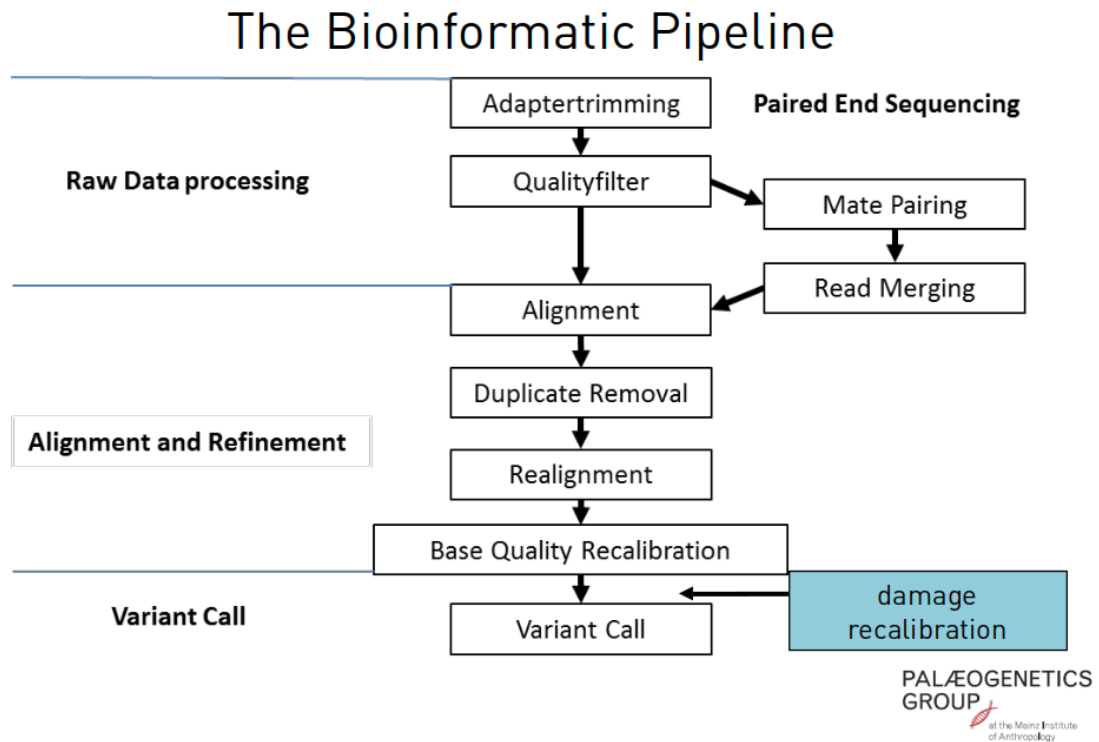 The Bioinformatic Pipeline
Adaptertrimming
Paired End Sequencing
Raw Data processing
Qualityfilter
Mate Pairing
Read Merging
Alignment
Duplicate Removal
Alignment and Refinement
Realignment
Base Quality Recalibration
damage
recalibration
Variant Call
Variant Call
PALÆOGENETICS
GROUP
at the Mainz Institute
of Anthropology